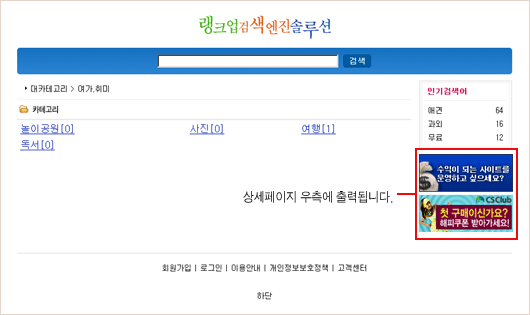 랭크업검색엔진솔루션
검색
대카테고리 > 여가,취미
카테고리
놀이공원[0] 사진[0] 여행[1]
독서[0]
인기검색어
애견 64
과외 16
무료 12
수익이 되는 사이트를
운영하고 싶으세요?
상세페이지 우측에 출력됩니다.
CSClub
첫 구매이신가요?
해피쿠폰 받아가세요!
회원가입 | 로그인 | 이용안내 | 개인정보보호정책 | 고객센터
하단